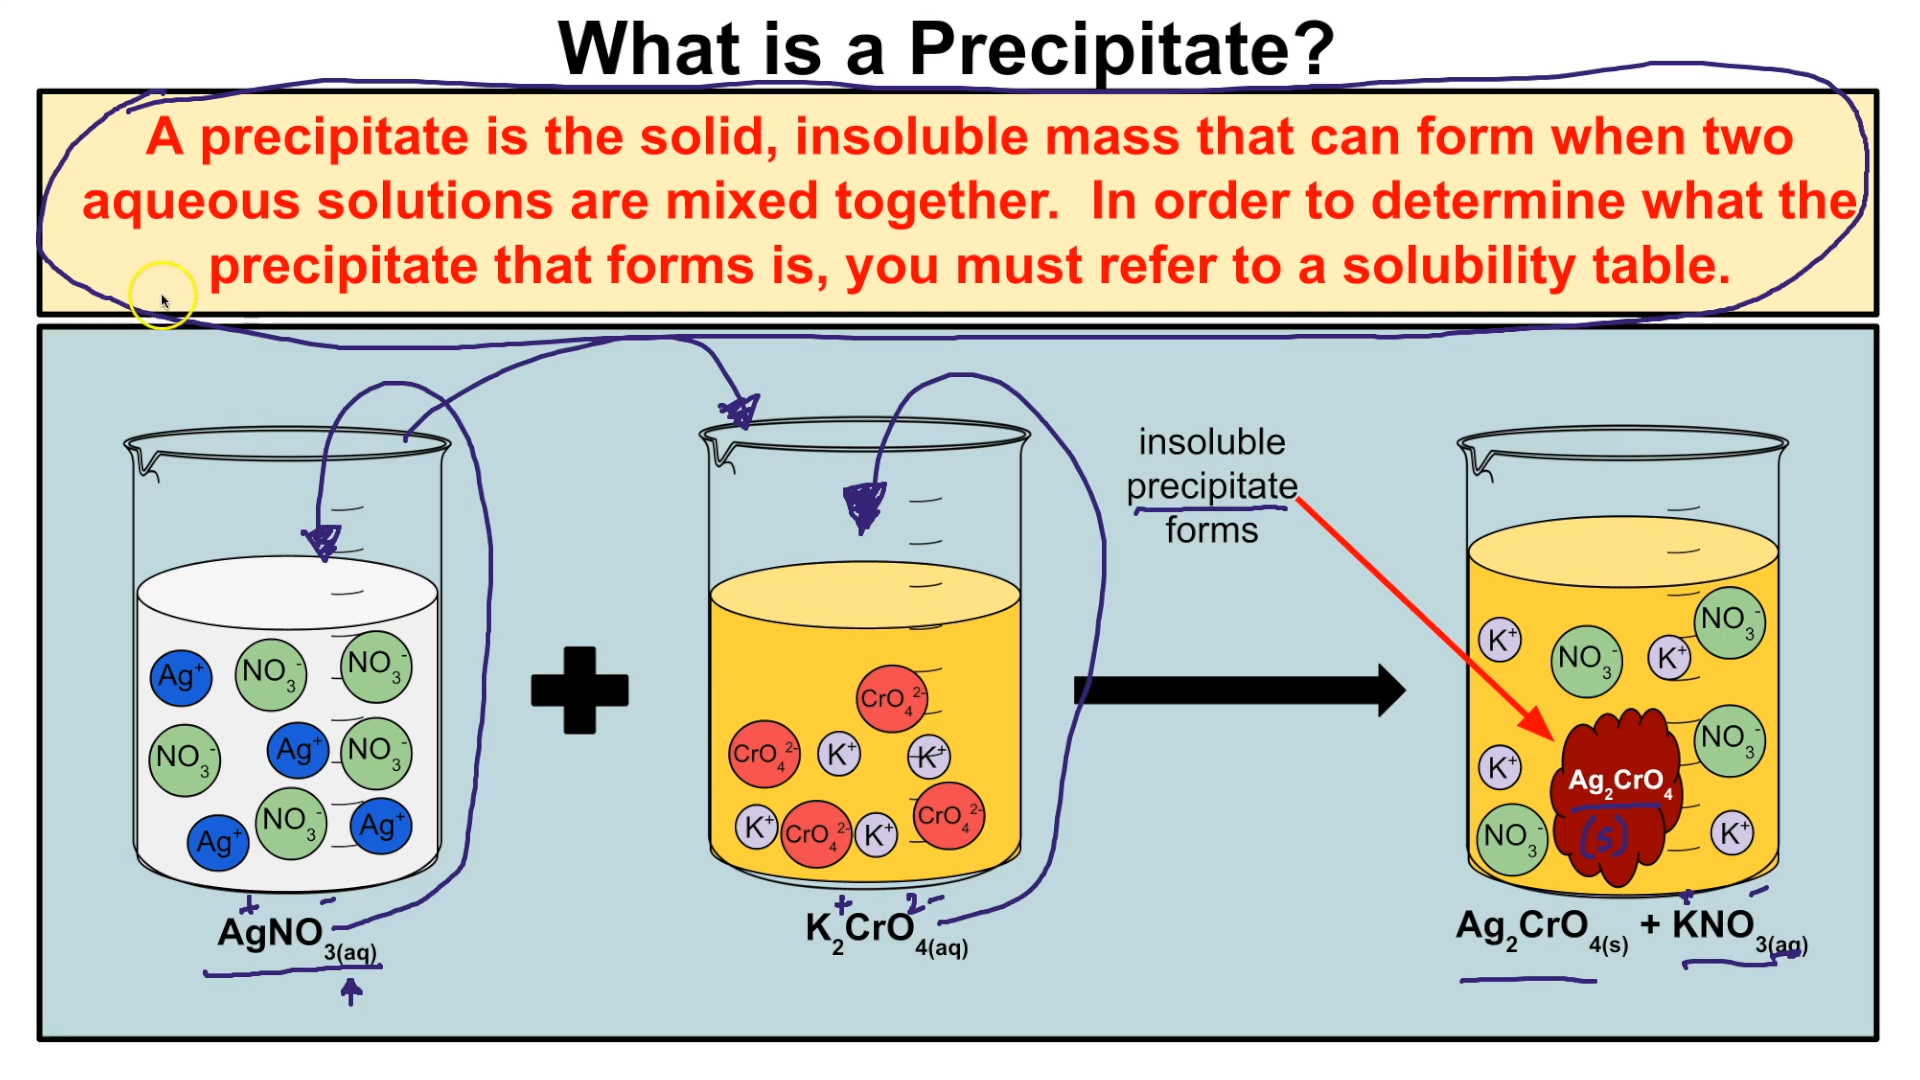 What is a Precipitate?
A precipitate is the solid, insoluble mass that can form when two
aqueous solutions are mixed together. In order to determine what the
precipitate that forms is, you must refer to a solubility table.
insoluble
precipitate
forms
Ag⁺ NO₃⁻ NO₃⁻
NO₃⁻ Ag⁺ NO₃⁻
Ag⁺ NO₃⁻ Ag⁺
+ -
AgNO₃(aq)
CrO₄²⁻
CrO₄²⁻ K⁺ K⁺
K⁺ CrO₄²⁻ K⁺ CrO₄²⁻
+ 2-
K₂CrO₄(aq)
K⁺ NO₃⁻ K⁺ NO₃⁻
K⁺ Ag₂CrO₄ NO₃⁻
NO₃⁻ (s) K⁺
+ -
Ag₂CrO₄(s) + KNO₃(aq)